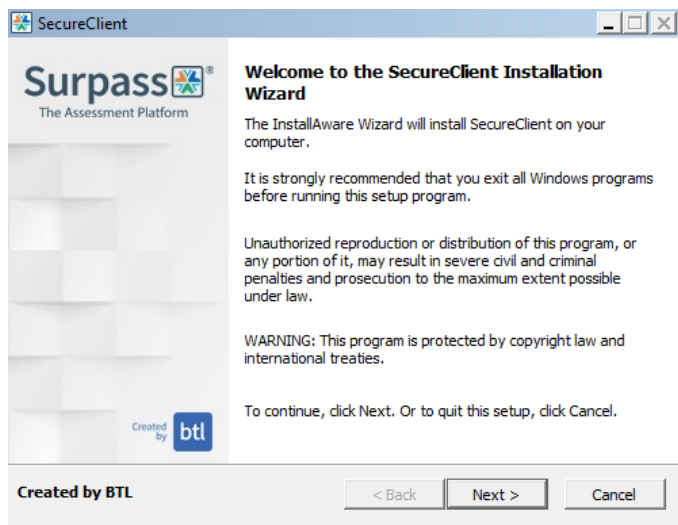 SecureClient
Surpass®
The Assessment Platform
Welcome to the SecureClient Installation
Wizard
The InstallAware Wizard will install SecureClient on your
computer.
It is strongly recommended that you exit all Windows programs
before running this setup program.
Unauthorized reproduction or distribution of this program, or
any portion of it, may result in severe civil and criminal
penalties and prosecution to the maximum extent possible
under law.
WARNING: This program is protected by copyright law and
international treaties.
To continue, click Next. Or to quit this setup, click Cancel.
Created
by
btl
Created by BTL
< Back
Next >
Cancel